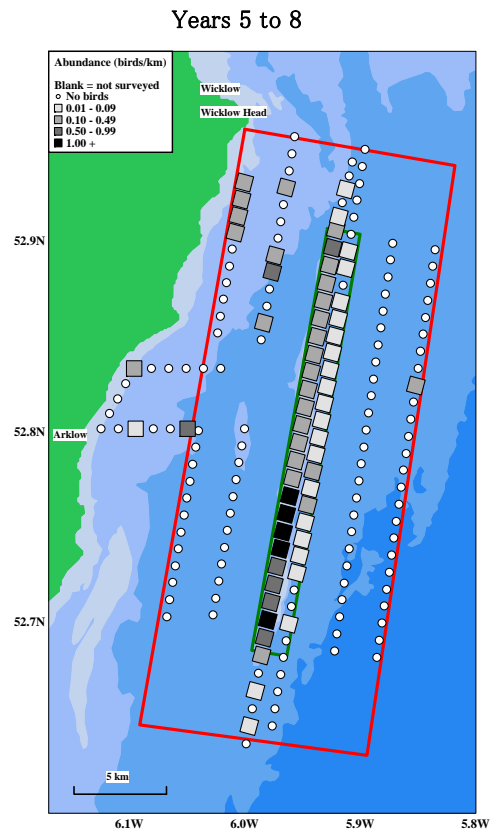 Years 5 to 8
Abundance (birds/km)
Blank = not surveyed
No birds
0.01 - 0.09
0.10 - 0.49
0.50 - 0.99
1.00 +
Wicklow
Wicklow Head
52.9N
52.8N
Arklow
52.7N
5 km
6.1W 6.0W 5.9W 5.8W